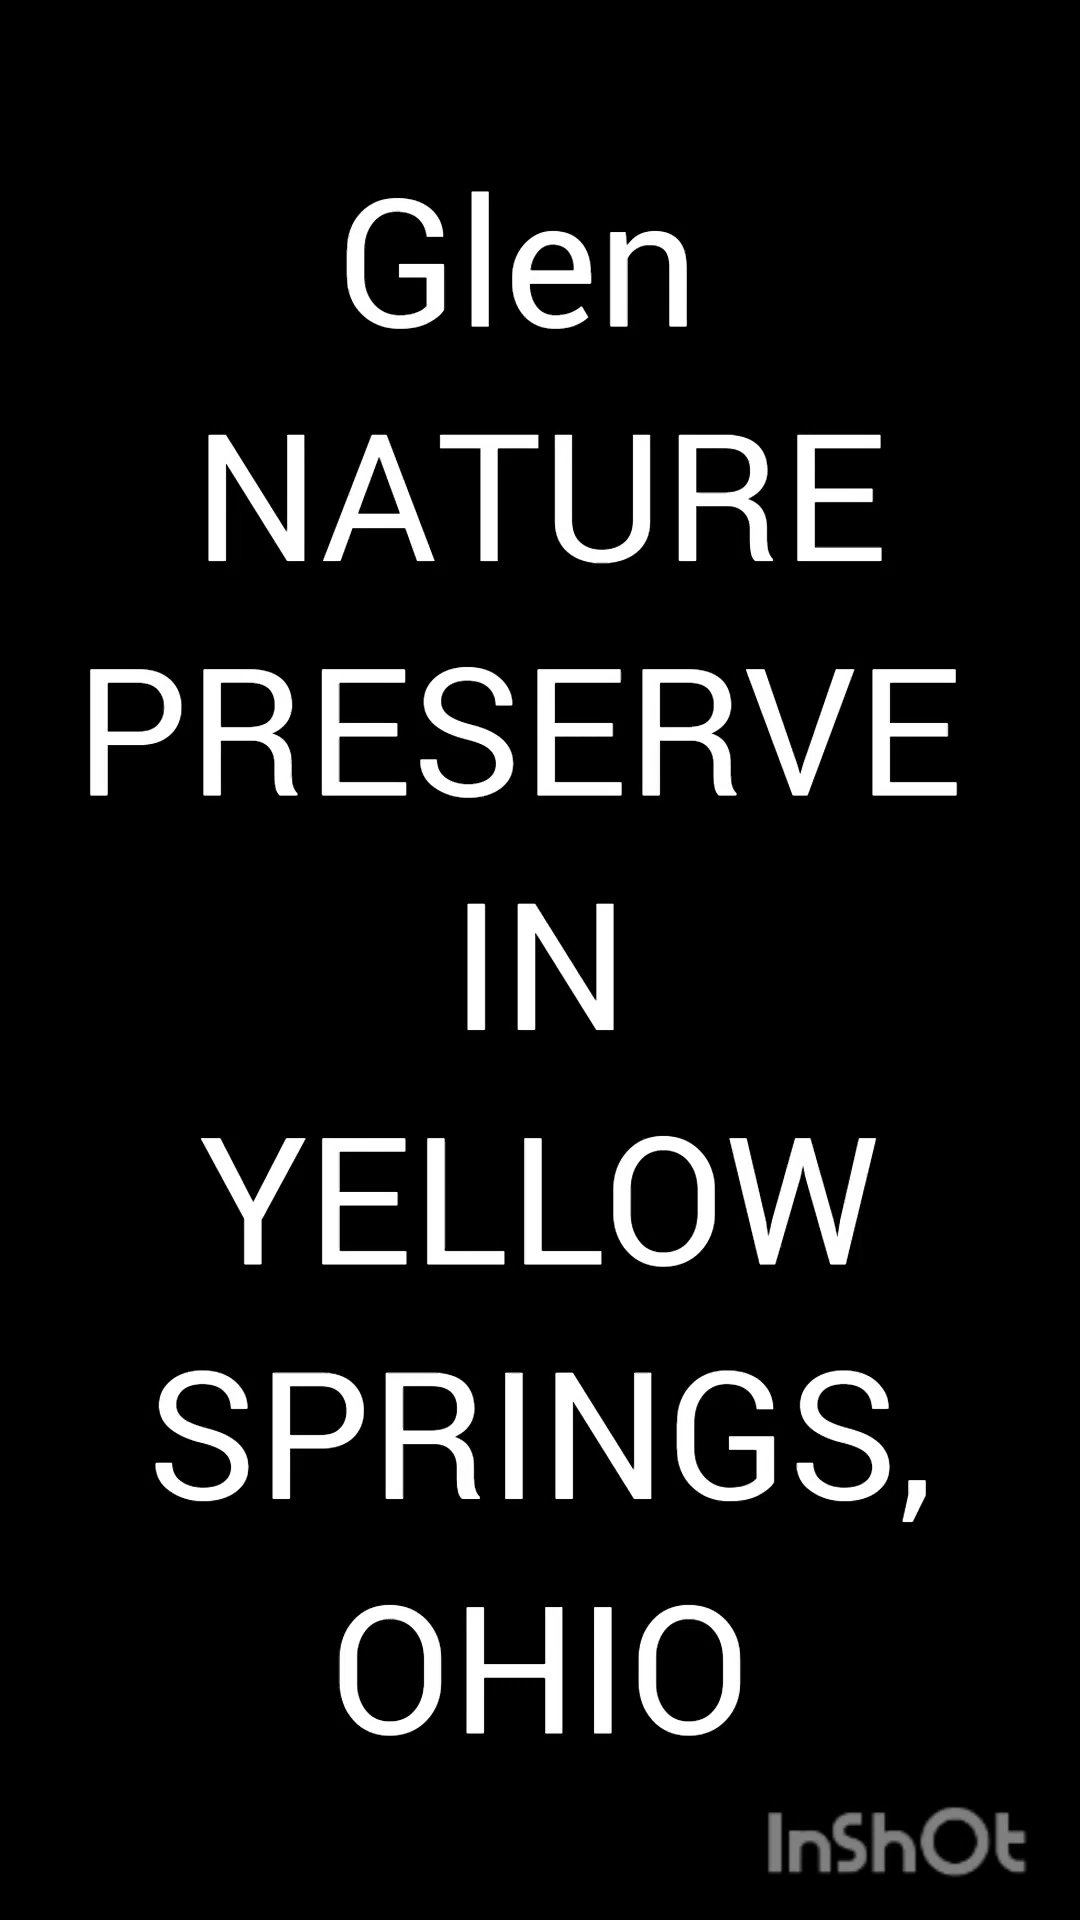 Glen
NATURE
PRESERVE
IN
YELLOW
SPRINGS,
OHIO
InShOt